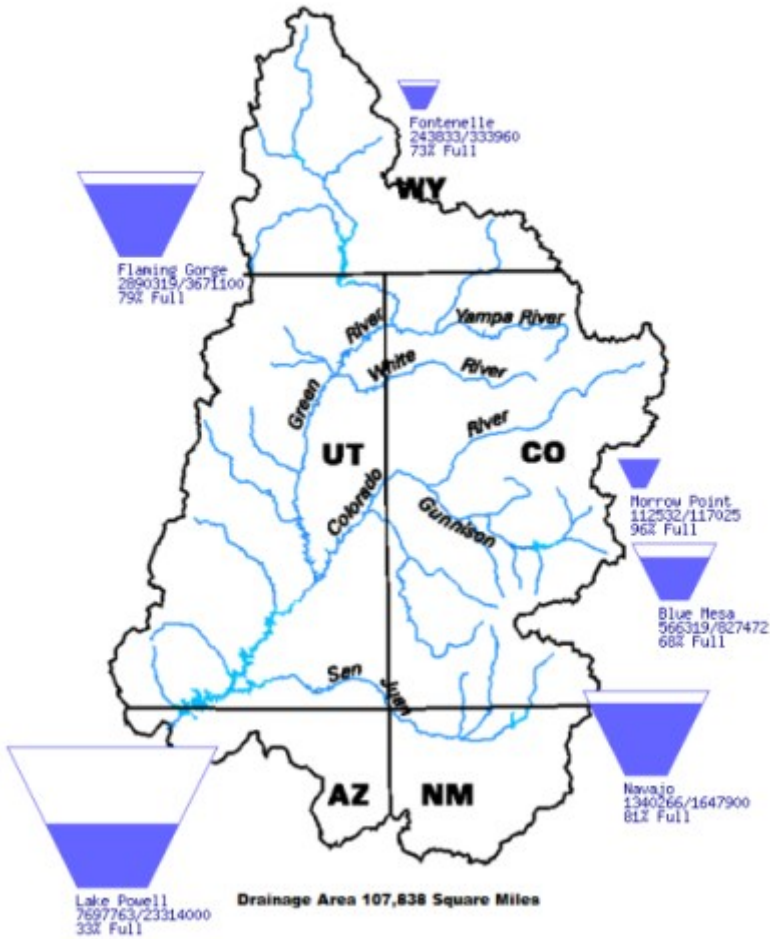 Fontenelle
243833/333960
73% Full
WY
Flaming Gorge
2890319/3671100
79% Full
Yampa River
River
White
River
Green
River
UT
CO
Colorado
Gunnison
Morrow Point
112532/117025
96% Full
Blue Mesa
566319/827472
68% Full
San Juan
Navajo
1340266/1647900
81% Full
AZ
NM
Lake Powell
7697763/23314000
33% Full
Drainage Area 107,838 Square Miles